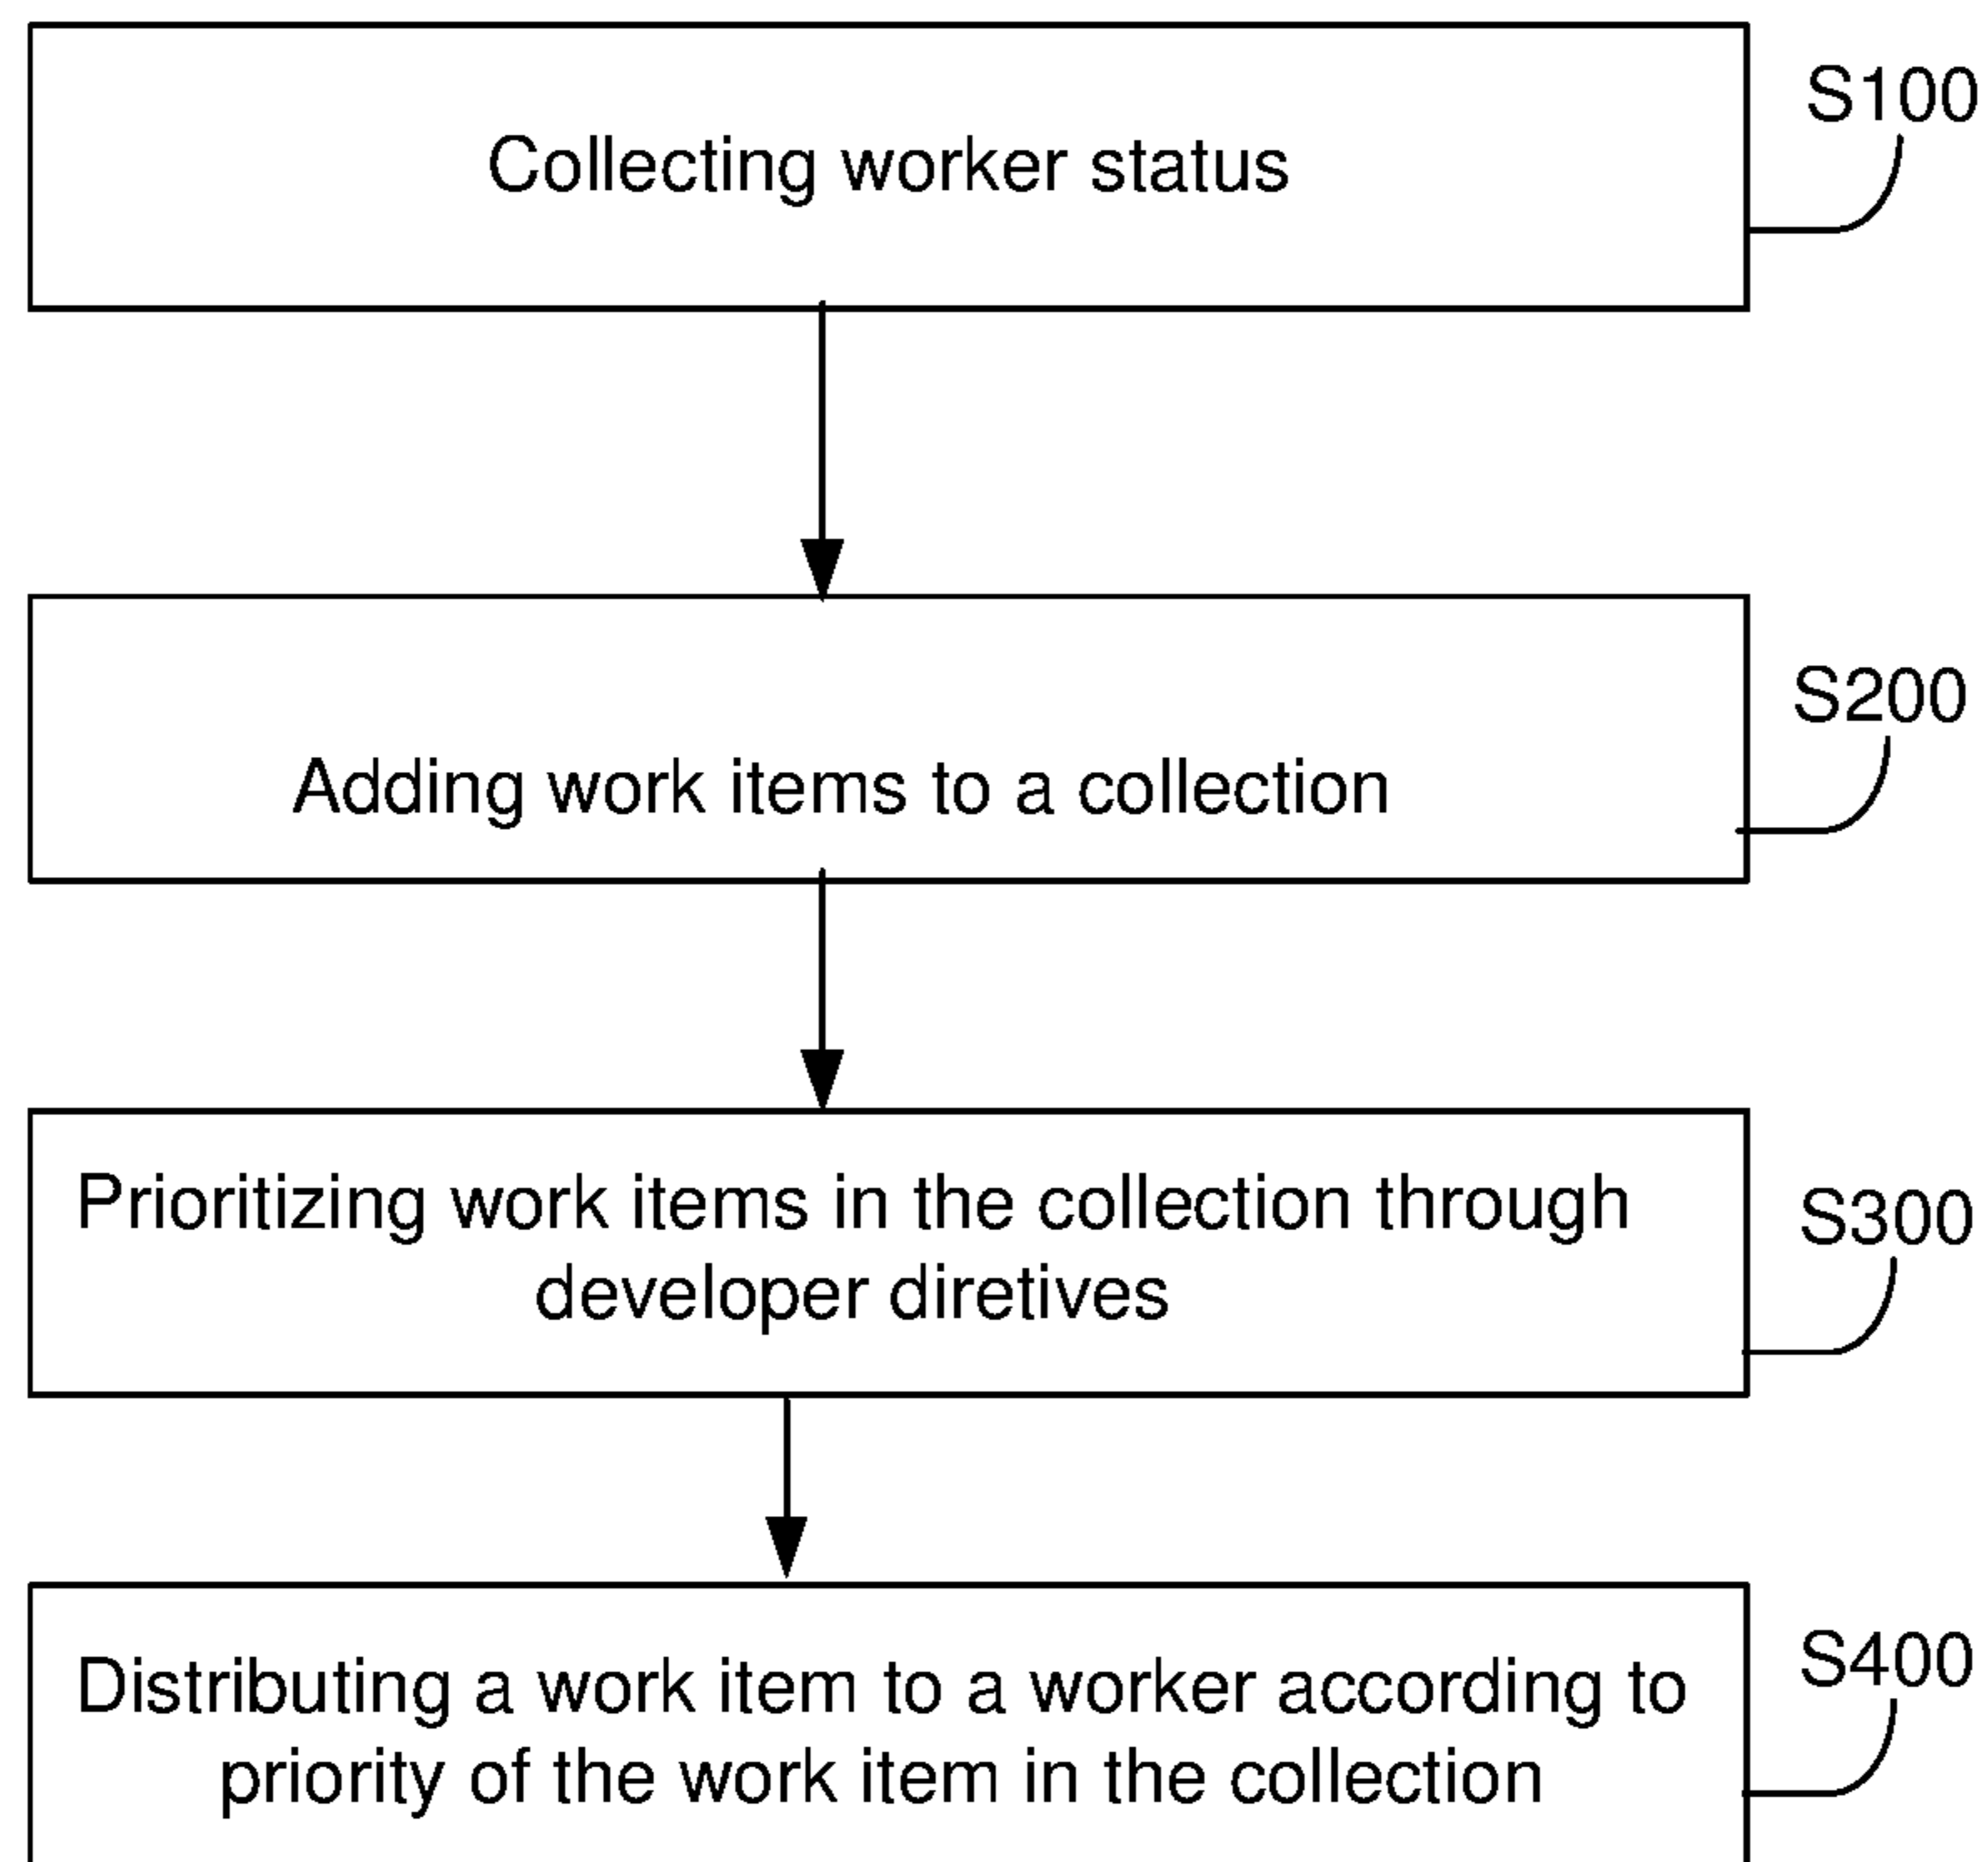 Collecting worker status
S100
Adding work items to a collection
S200
Prioritizing work items in the collection through
developer diretives
S300
Distributing a work item to a worker according to
priority of the work item in the collection
S400